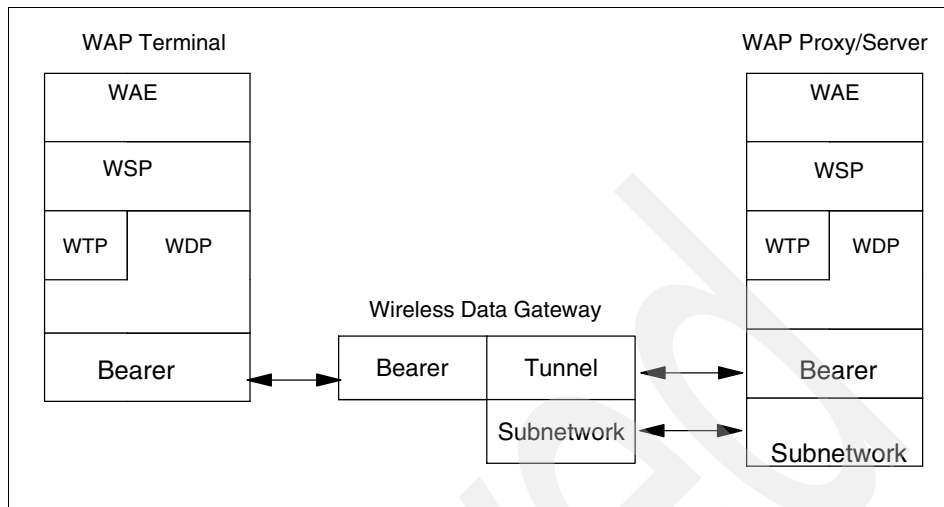 WAP Terminal
WAP Proxy/Server
WAE
WAE
WSP
WSP
WTP
WDP
WTP
WDP
Wireless Data Gateway
Bearer
Bearer
Tunnel
Bearer
Subnetwork
Subnetwork